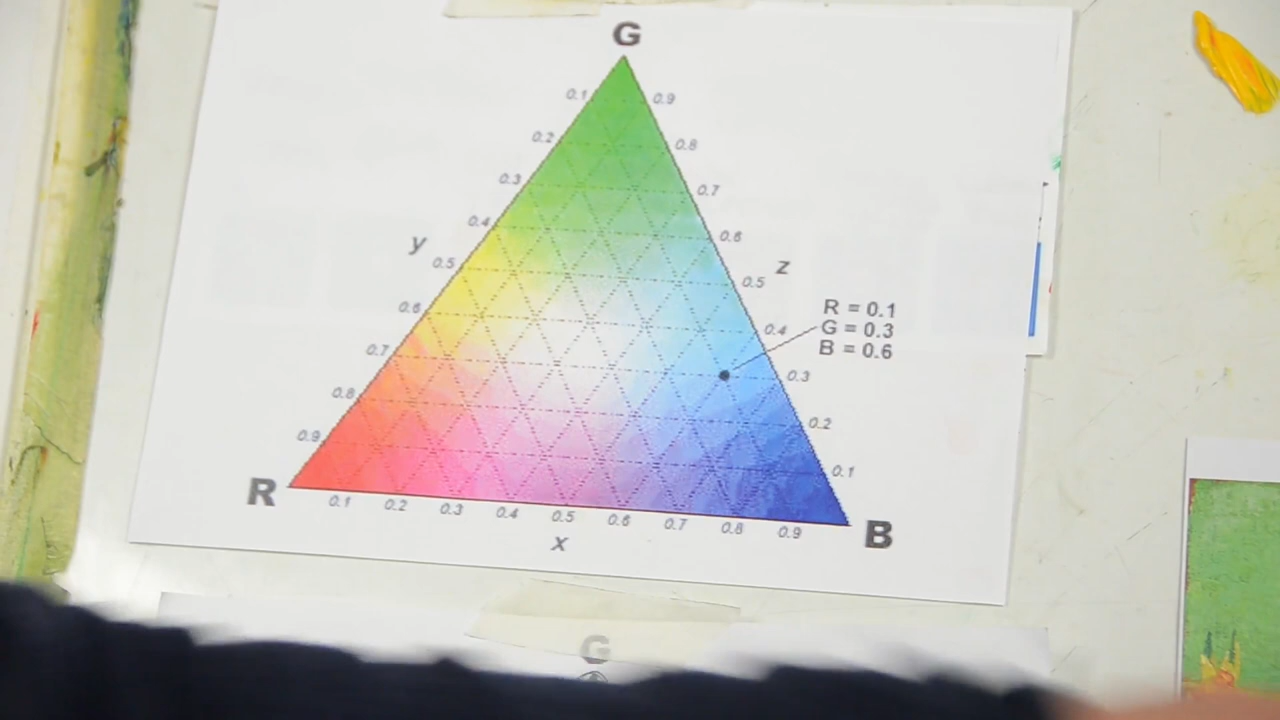 G
0.1 0.9
0.2 0.8
0.3 0.7
0.4 0.6
y z
0.5 0.5
0.6 0.4
R = 0.1
G = 0.3
B = 0.6
0.7 0.3
0.8 0.2
0.9 0.1
R B
0.1 0.2 0.3 0.4 0.5 0.6 0.7 0.8 0.9
x
G